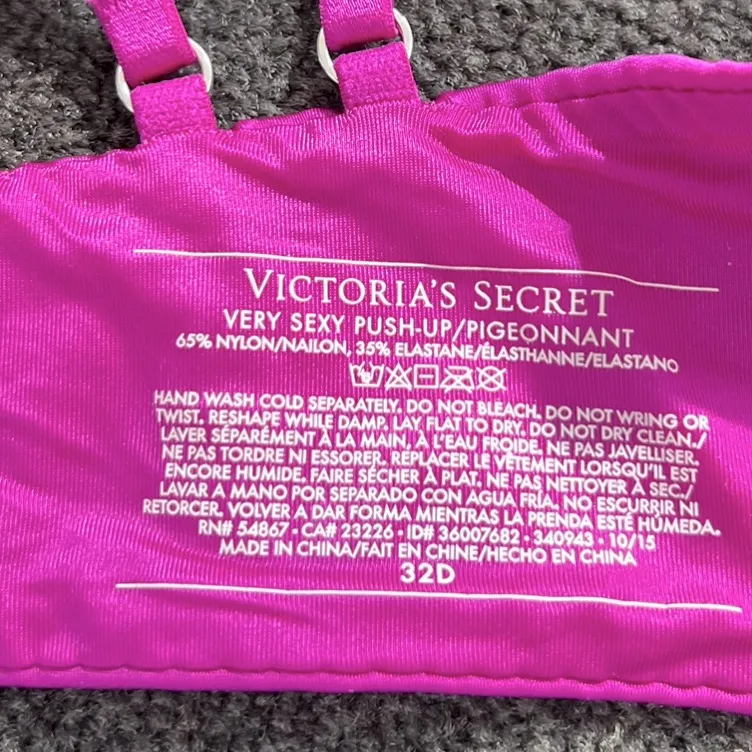 VICTORIA'S SECRET
VERY SEXY PUSH-UP/PIGEONNANT
65% NYLON/NAILON, 35% ELASTANE/ÉLASTHANNE/ELASTANO
HAND WASH COLD SEPARATELY. DO NOT BLEACH. DO NOT WRING OR
TWIST. RESHAPE WHILE DAMP. LAY FLAT TO DRY. DO NOT DRY CLEAN./
LAVER SÉPARÉMENT À LA MAIN, À L'EAU FROIDE. NE PAS JAVELLISER.
NE PAS TORDRE NI ESSORER. REPLACER LE VÊTEMENT LORSQU'IL EST
ENCORE HUMIDE. FAIRE SÉCHER À PLAT. NE PAS NETTOYER À SEC./
LAVAR A MANO POR SEPARADO CON AGUA FRÍA. NO ESCURRIR NI
RETORCER. VOLVER A DAR FORMA MIENTRAS LA PRENDA ESTÉ HÚMEDA.
RN# 54867 · CA# 23226 · ID# 36007682 · 340943 · 10/15
MADE IN CHINA/FAIT EN CHINE/HECHO EN CHINA
32D